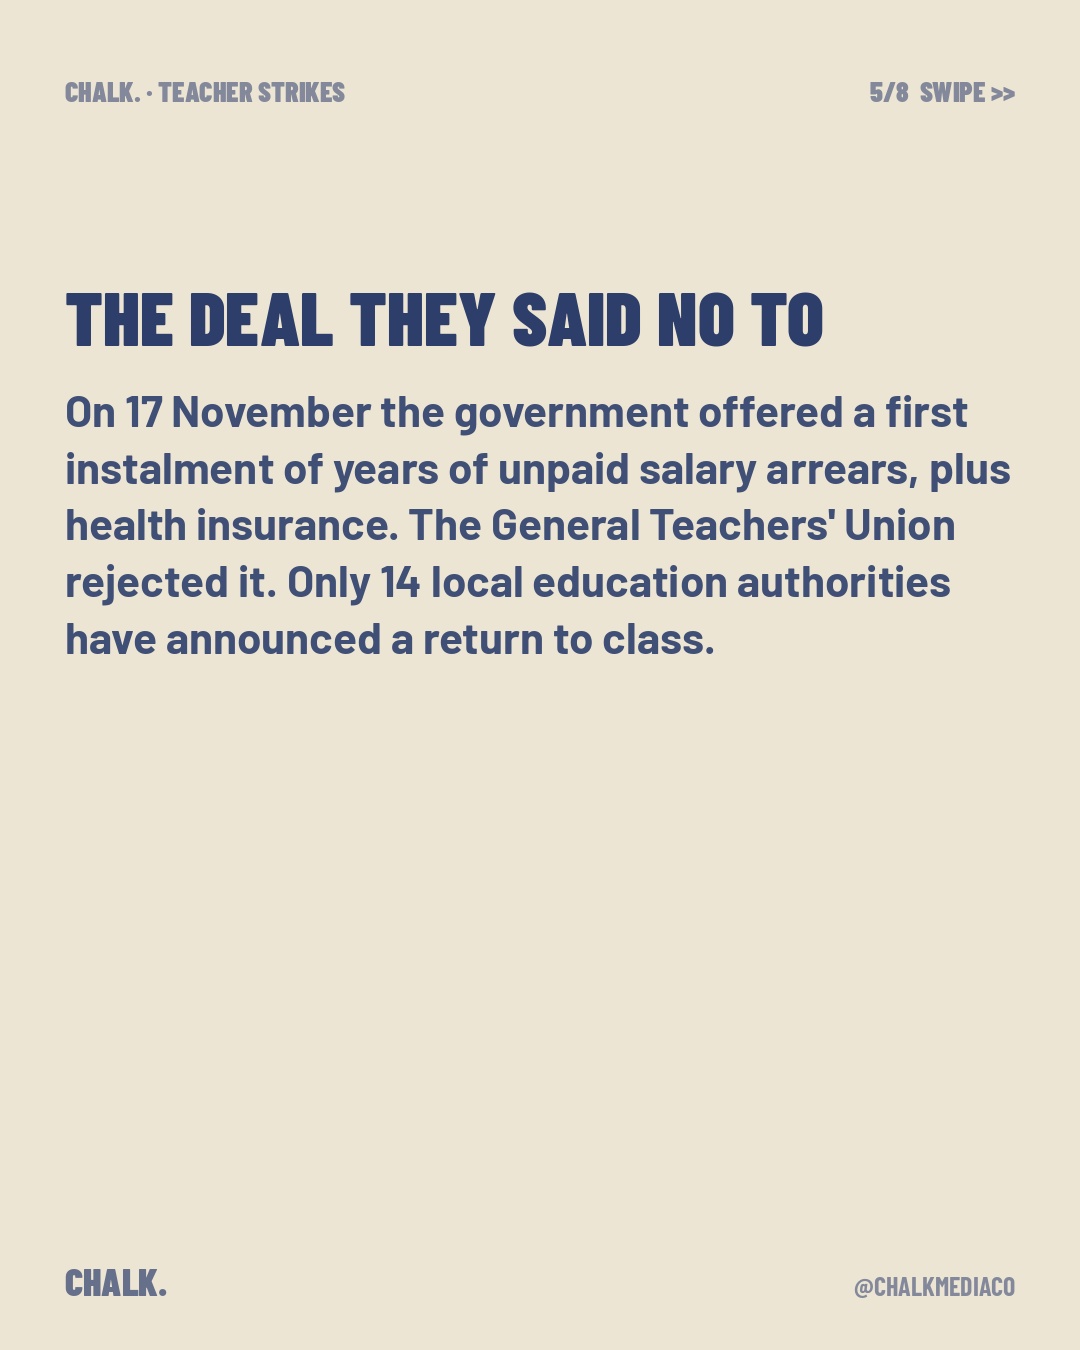 CHALK. · TEACHER STRIKES
5/8 SWIPE >>
THE DEAL THEY SAID NO TO
On 17 November the government offered a first
instalment of years of unpaid salary arrears, plus
health insurance. The General Teachers' Union
rejected it. Only 14 local education authorities
have announced a return to class.
CHALK.
@CHALKMEDIACO